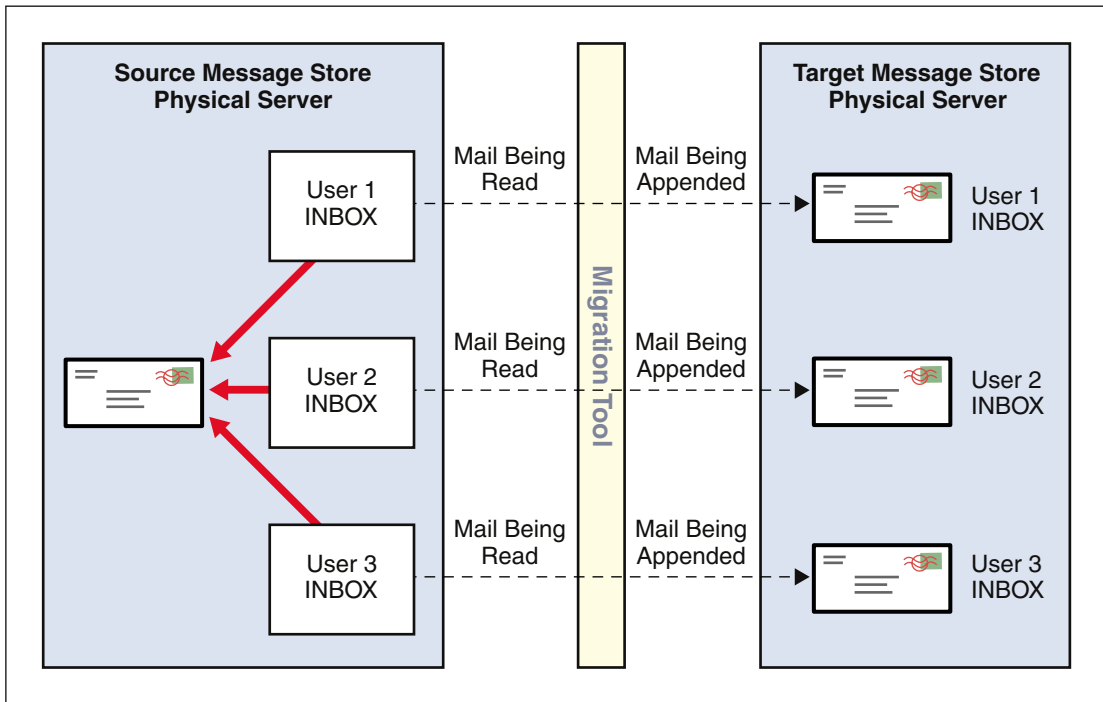 Source Message Store
Physical Server
Target Message Store
Physical Server
User 1
INBOX
Mail Being
Read
Mail Being
Appended
User 1
INBOX
User 2
INBOX
Mail Being
Read
Mail Being
Appended
User 2
INBOX
User 3
INBOX
Mail Being
Read
Mail Being
Appended
User 3
INBOX
Migration Tool